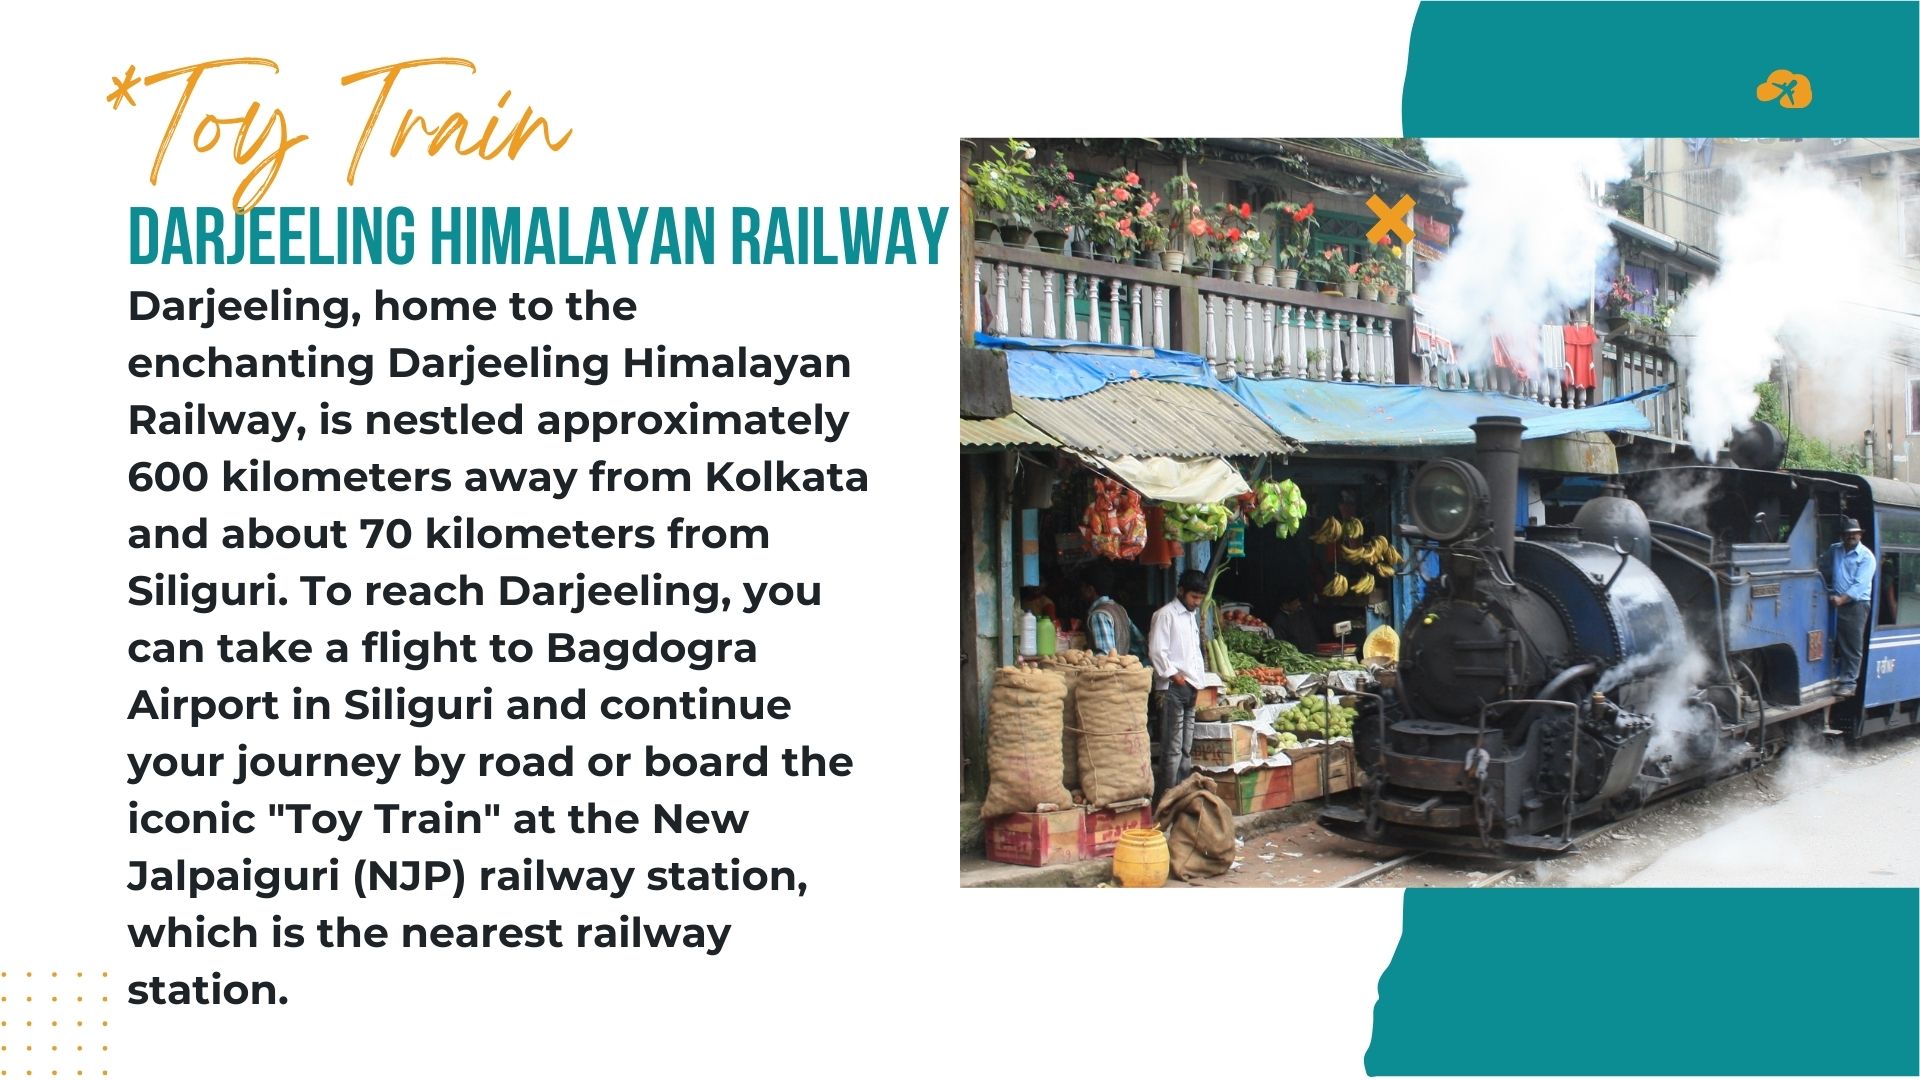 *Toy Train
DARJEELING HIMALAYAN RAILWAY
Darjeeling, home to the
enchanting Darjeeling Himalayan
Railway, is nestled approximately
600 kilometers away from Kolkata
and about 70 kilometers from
Siliguri. To reach Darjeeling, you
can take a flight to Bagdogra
Airport in Siliguri and continue
your journey by road or board the
iconic "Toy Train" at the New
Jalpaiguri (NJP) railway station,
which is the nearest railway
station.